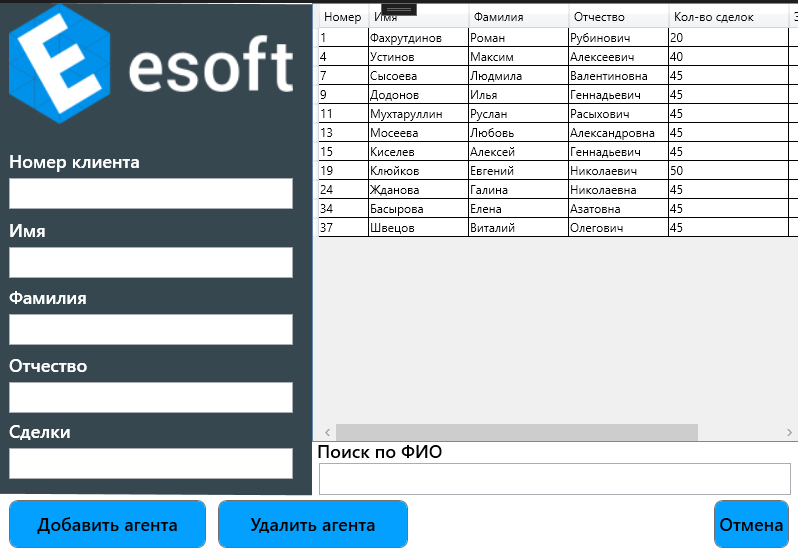 esoft
Номер клиента
Имя
Фамилия
Отчество
Сделки
Номер Имя Фамилия Отчество Кол-во сделок
1 Фахрутдинов Роман Рубинович 20
4 Устинов Максим Алексеевич 40
7 Сысоева Людмила Валентиновна 45
9 Додонов Илья Геннадьевич 45
11 Мухтаруллин Руслан Расыхович 45
13 Мосеева Любовь Александровна 45
15 Киселев Алексей Геннадьевич 45
19 Клюйков Евгений Николаевич 50
24 Жданова Галина Николаевна 45
34 Басырова Елена Азатовна 45
37 Швецов Виталий Олегович 45
Поиск по ФИО
Добавить агента Удалить агента Отмена